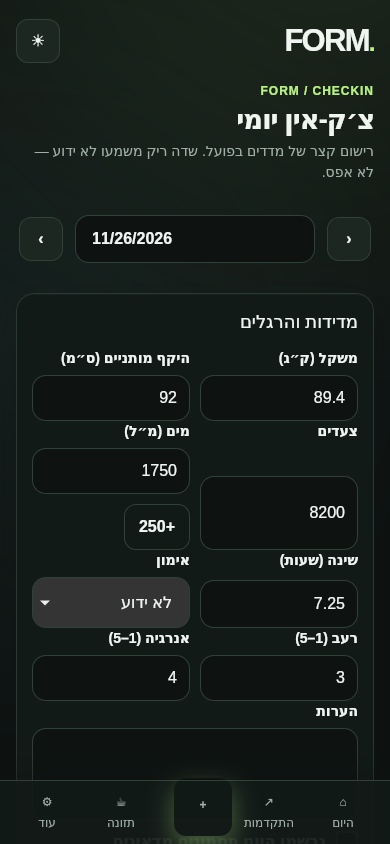 FORM.
FORM / CHECKIN
צ׳ק-אין יומי
רישום קצר של מדדים בפועל. שדה ריק משמעו לא ידוע —
לא אפס.
11/26/2026
מדידות והרגלים
משקל (ק״ג)
היקף מותניים (ס״מ)
89.4
92
צעדים
מים (מ״ל)
8200
1750
+250
שינה (שעות)
אימון
7.25
לא ידוע
רעב (1–5)
אנרגיה (1–5)
3
4
הערות
היום
התקדמות
+
תזונה
עוד